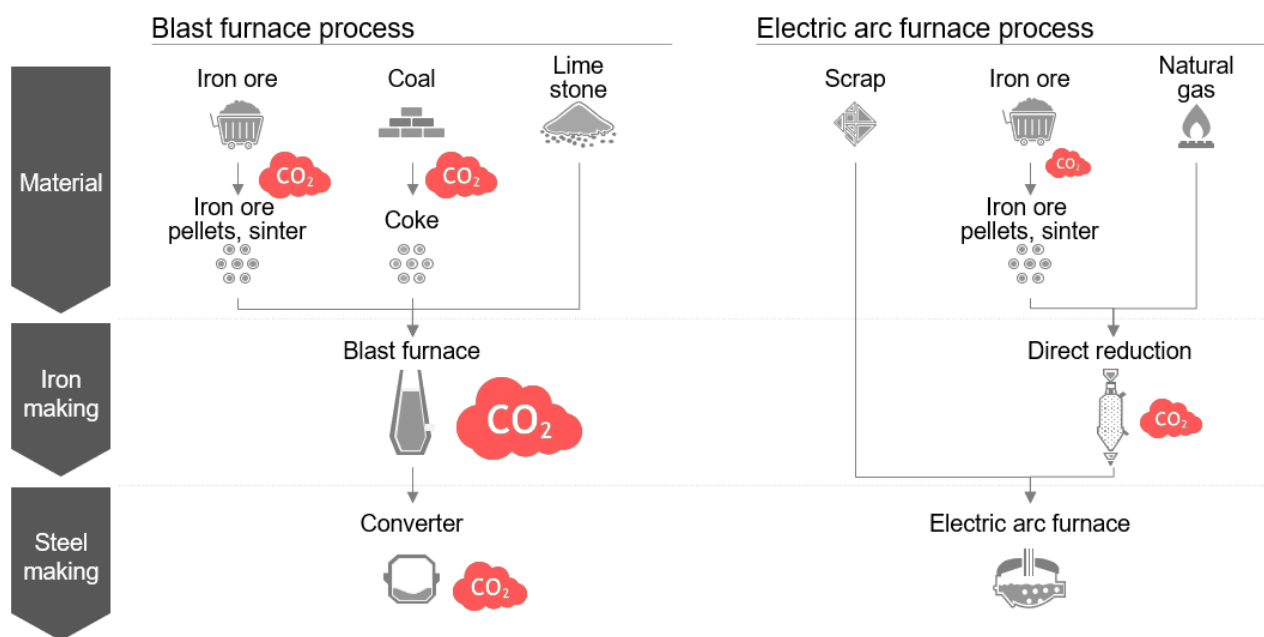 Blast furnace process
Electric arc furnace process
Material
Iron ore
Coal
Lime
stone
Scrap
Iron ore
Natural
gas
CO2
CO2
CO2
Iron ore
pellets, sinter
Coke
Iron ore
pellets, sinter
Iron
making
Blast furnace
CO2
Direct reduction
CO2
Steel
making
Converter
CO2
Electric arc furnace